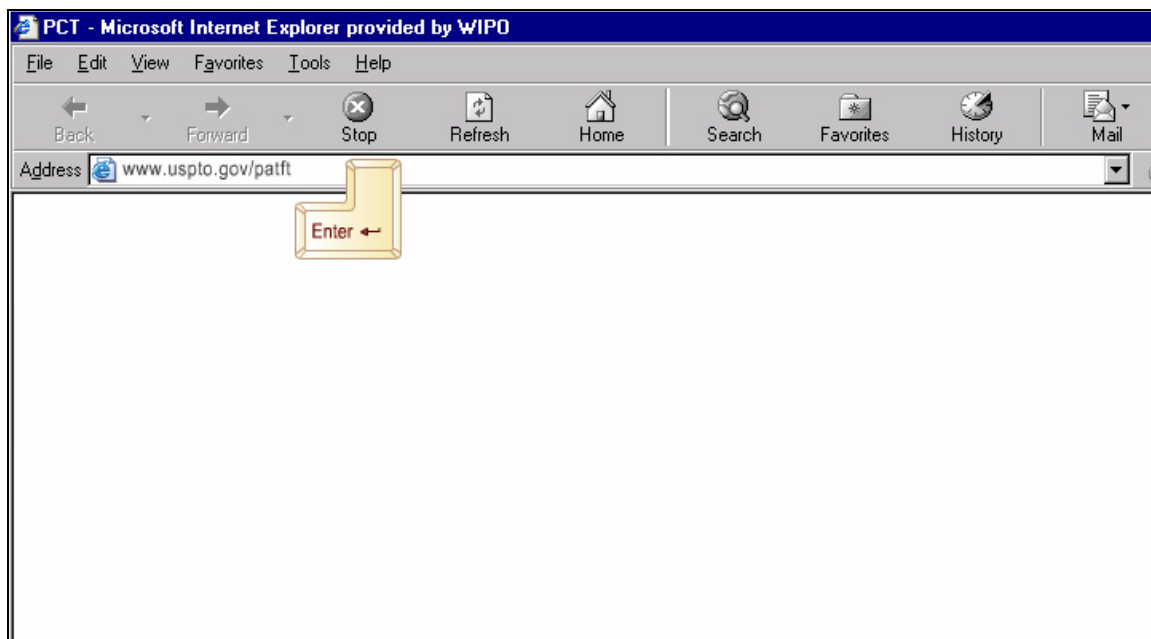 PCT - Microsoft Internet Explorer provided by WIPO
File Edit View Favorites Tools Help
Back Forward Stop Refresh Home Search Favorites History Mail
Address www.uspto.gov/patft
Enter